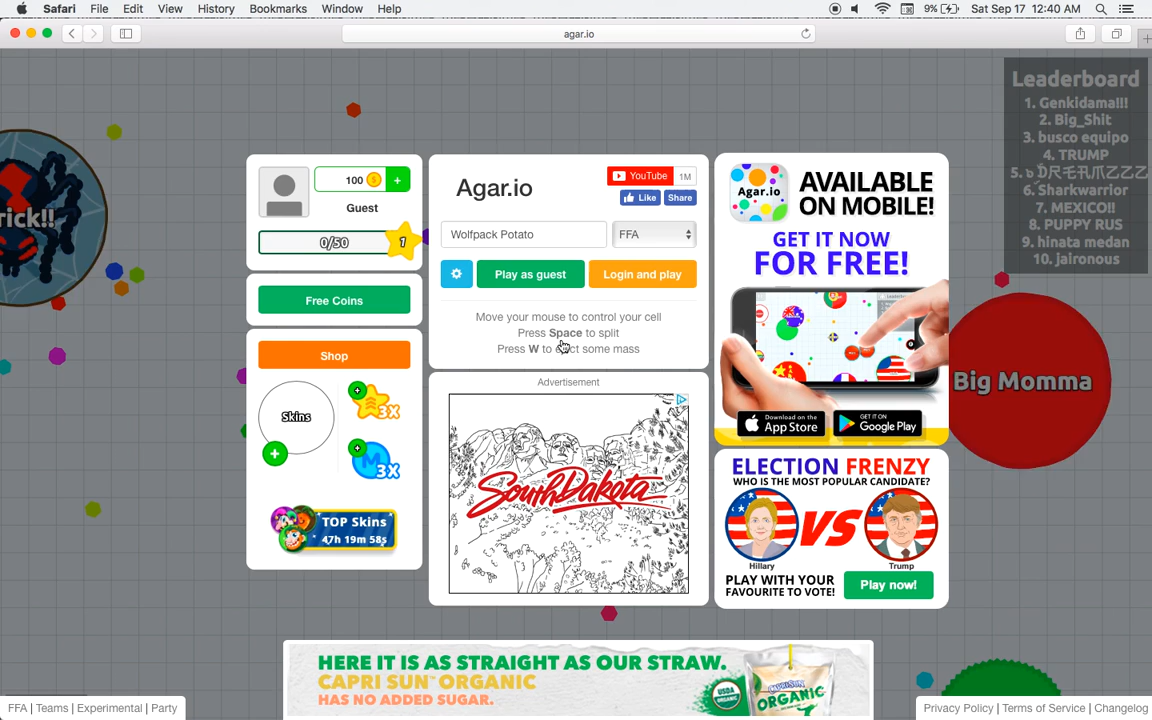 Safari File Edit View History Bookmarks Window Help
9% Sat Sep 17 12:40 AM
agar.io
Leaderboard
1. Genkidama!!!
2. Big_Shit
3. busco equipo
4. TRUMP
6. Sharkwarrior
7. MEXICO!!
8. PUPPY RUS
9. hinata medan
10. jaironous
rick!!
100
Guest
0/50
1
Free Coins
Shop
Skins
3X
M
3X
TOP Skins
47h 19m 58s
Agar.io
YouTube 1M
Like Share
Wolfpack Potato
FFA
Play as guest
Login and play
Move your mouse to control your cell
Press Space to split
Press W to eject some mass
Advertisement
South Dakota
Agar.io
AVAILABLE
ON MOBILE!
GET IT NOW
FOR FREE!
Download on the
App Store
GET IT ON
Google Play
Big Momma
ELECTION FRENZY
WHO IS THE MOST POPULAR CANDIDATE?
VS
Hillary
Trump
PLAY WITH YOUR
FAVOURITE TO VOTE!
Play now!
HERE IT IS AS STRAIGHT AS OUR STRAW.
CAPRI SUN™ ORGANIC
HAS NO ADDED SUGAR.
USDA
ORGANIC
CAPRISUN
ORGANIC
FFA | Teams | Experimental | Party
Privacy Policy | Terms of Service | Changelog